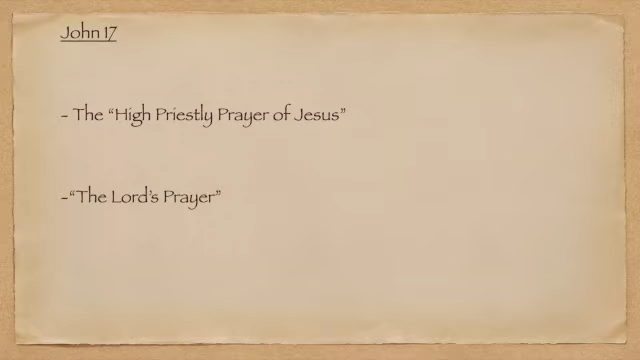 John 17
- The “High Priestly Prayer of Jesus”
-“The Lord’s Prayer”